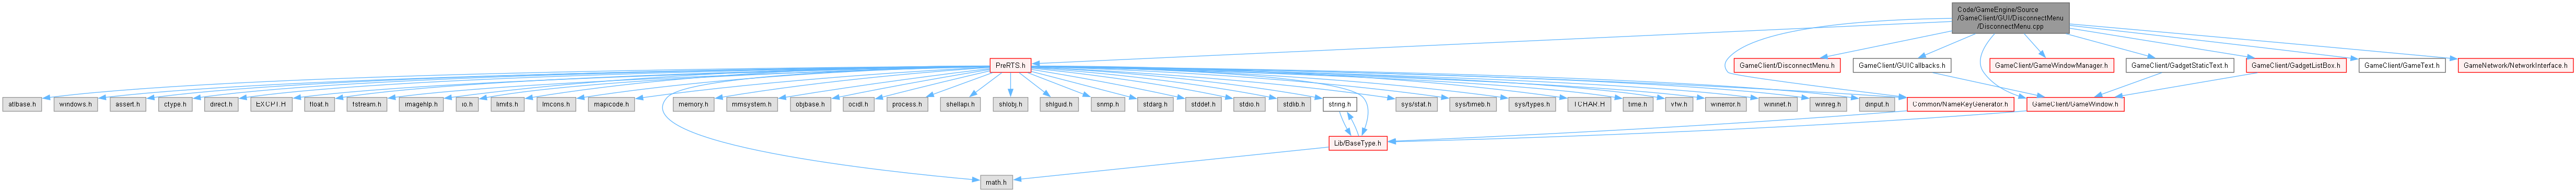 Code/GameEngine/Source
/GameClient/GUI/DisconnectMenu
/DisconnectMenu.cpp
PreRTS.h
GameClient/DisconnectMenu.h
GameClient/GUICallbacks.h
GameClient/GameWindowManager.h
GameClient/GadgetStaticText.h
GameClient/GadgetListBox.h
GameClient/GameText.h
GameNetwork/NetworkInterface.h
atlbase.h
windows.h
assert.h
ctype.h
direct.h
EXCPT.H
float.h
fstream.h
imagehlp.h
io.h
limits.h
lmcons.h
mapicode.h
memory.h
mmsystem.h
objbase.h
ocidl.h
process.h
shellapi.h
shlobj.h
shlguid.h
snmp.h
stdarg.h
stddef.h
stdio.h
stdlib.h
string.h
sys/stat.h
sys/timeb.h
sys/types.h
TCHAR.H
time.h
vfw.h
winerror.h
wininet.h
winreg.h
dinput.h
Common/NameKeyGenerator.h
GameClient/GameWindow.h
Lib/BaseType.h
math.h